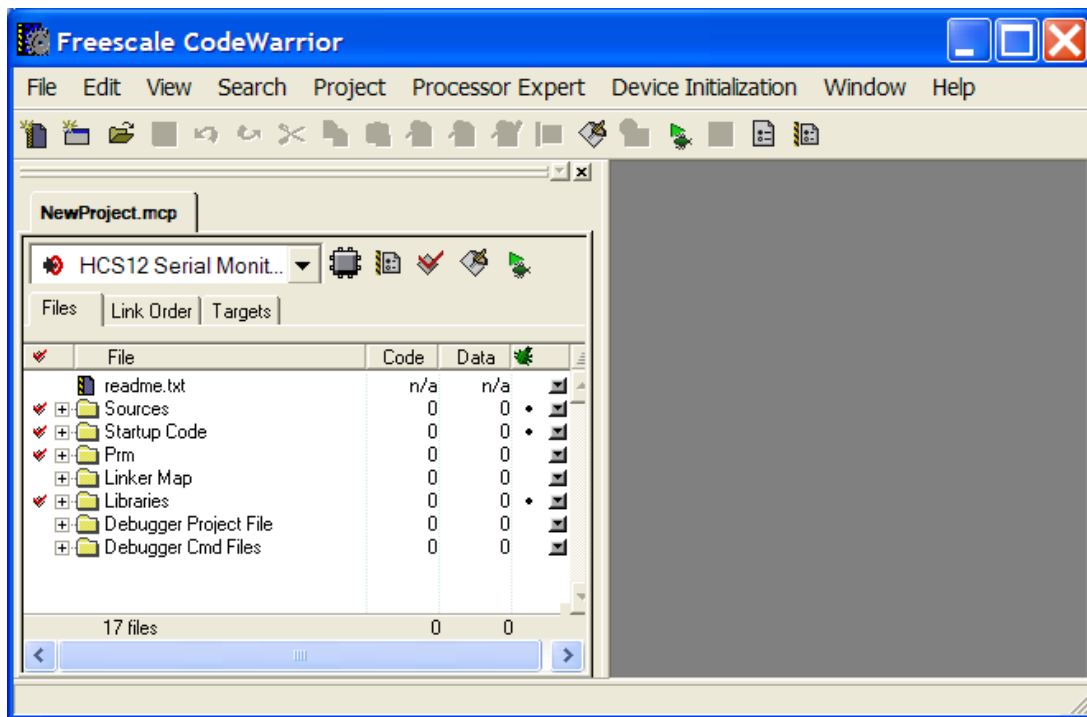 Freescale CodeWarrior
File Edit View Search Project Processor Expert Device Initialization Window Help
NewProject.mcp
HCS12 Serial Monit...
Files Link Order Targets
File Code Data
readme.txt n/a n/a
Sources 0 0
Startup Code 0 0
Prm 0 0
Linker Map 0 0
Libraries 0 0
Debugger Project File 0 0
Debugger Cmd Files 0 0
17 files 0 0